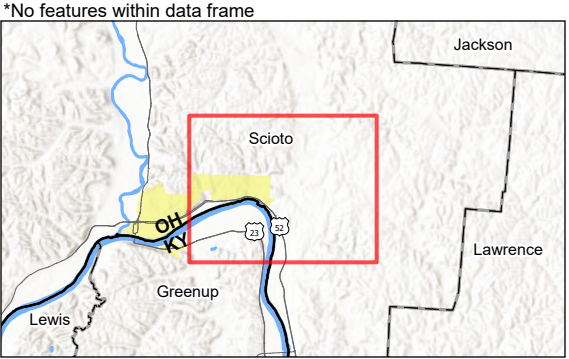 *No features within data frame
Jackson
Scioto
OH
KY
23
52
Lawrence
Greenup
Lewis